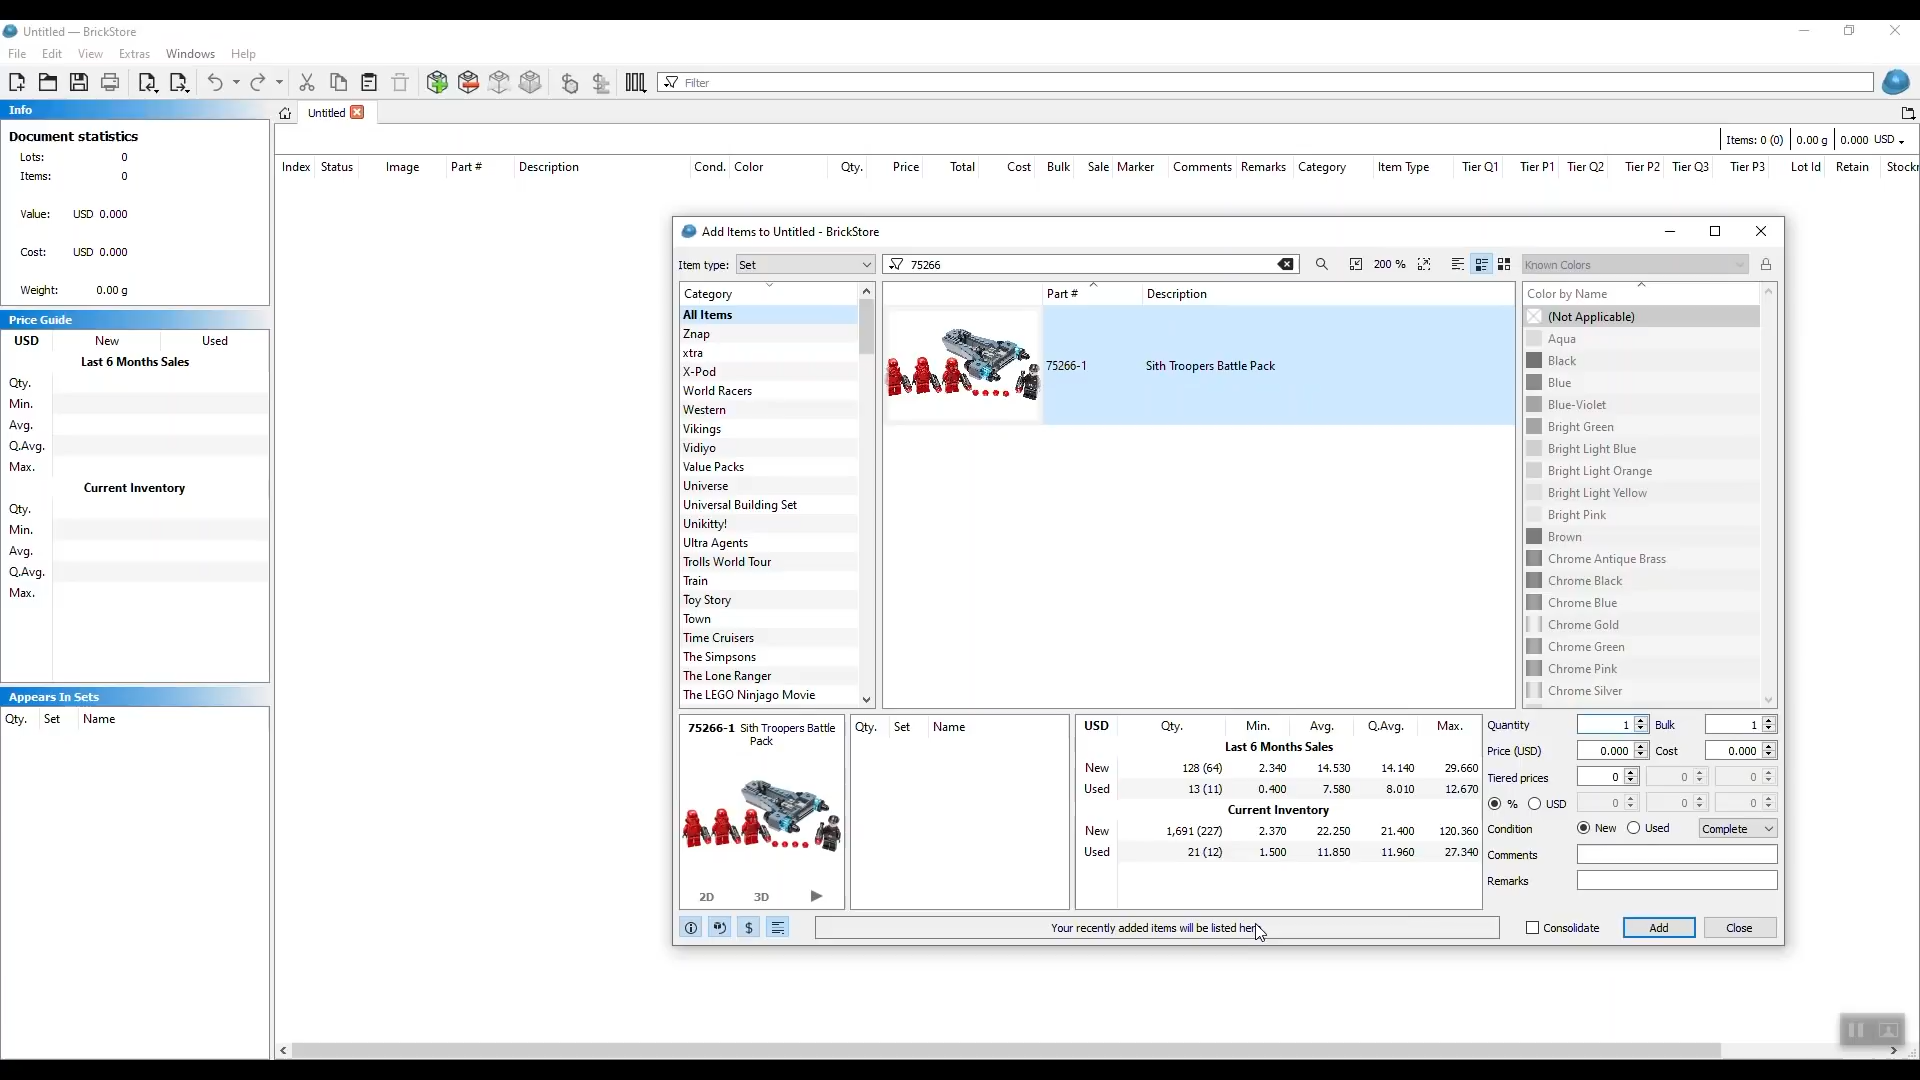 Untitled — BrickStore
File Edit View Extras Windows Help
Filter
Info
Untitled
Document statistics
Lots: 0
Items: 0
Value: USD 0.000
Cost: USD 0.000
Weight: 0.00 g
Items: 0 (0) 0.00 g 0.000 USD
Index Status Image Part # Description Cond. Color Qty. Price Total Cost Bulk Sale Marker Comments Remarks Category Item Type Tier Q1 Tier P1 Tier Q2 Tier P2 Tier Q3 Tier P3 Lot Id Retain Stockr
Price Guide
USD New Used
Last 6 Months Sales
Qty.
Min.
Avg.
Q.Avg.
Max.
Current Inventory
Qty.
Min.
Avg.
Q.Avg.
Max.
Appears In Sets
Qty. Set Name
Add Items to Untitled - BrickStore
Item type: Set 75266 200 % Known Colors
Category
All Items
Znap
xtra
X-Pod
World Racers
Western
Vikings
Vidiyo
Value Packs
Universe
Universal Building Set
Unikitty!
Ultra Agents
Trolls World Tour
Train
Toy Story
Town
Time Cruisers
The Simpsons
The Lone Ranger
The LEGO Ninjago Movie
Part # Description
75266-1 Sith Troopers Battle Pack
Color by Name
(Not Applicable)
Aqua
Black
Blue
Blue-Violet
Bright Green
Bright Light Blue
Bright Light Orange
Bright Light Yellow
Bright Pink
Brown
Chrome Antique Brass
Chrome Black
Chrome Blue
Chrome Gold
Chrome Green
Chrome Pink
Chrome Silver
75266-1 Sith Troopers Battle
Pack
2D 3D
Qty. Set Name
USD Qty. Min. Avg. Q.Avg. Max.
Last 6 Months Sales
New 128 (64) 2.340 14.530 14.140 29.660
Used 13 (11) 0.400 7.580 8.010 12.670
Current Inventory
New 1,691 (227) 2.370 22.250 21.400 120.360
Used 21 (12) 1.500 11.850 11.960 27.340
Quantity 1 Bulk 1
Price (USD) 0.000 Cost 0.000
Tiered prices 0 0 0
% USD 0 0 0
Condition New Used Complete
Comments
Remarks
$ Your recently added items will be listed here
Consolidate Add Close